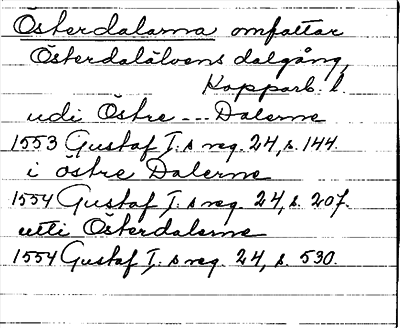 Österdalarna omfattar
Österdalälvens dalgång,
Kopparb. l.
udi Östre --- Dalerne
1553 Gustaf I:s reg. 24, s. 144.
i östre Dalerne
1554 Gustaf I:s reg. 24, s. 207.
utti Österdalerne
1554 Gustaf I:s reg. 24, s. 530.